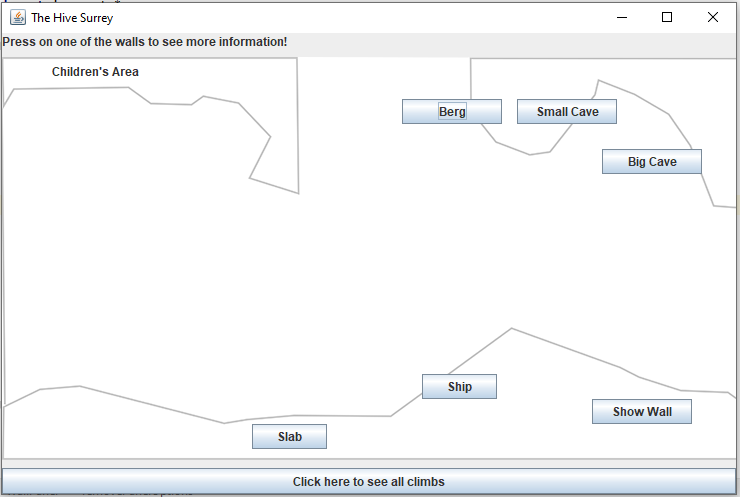 The Hive Surrey
Press on one of the walls to see more information!
Children's Area
Berg
Small Cave
Big Cave
Ship
Show Wall
Slab
Click here to see all climbs